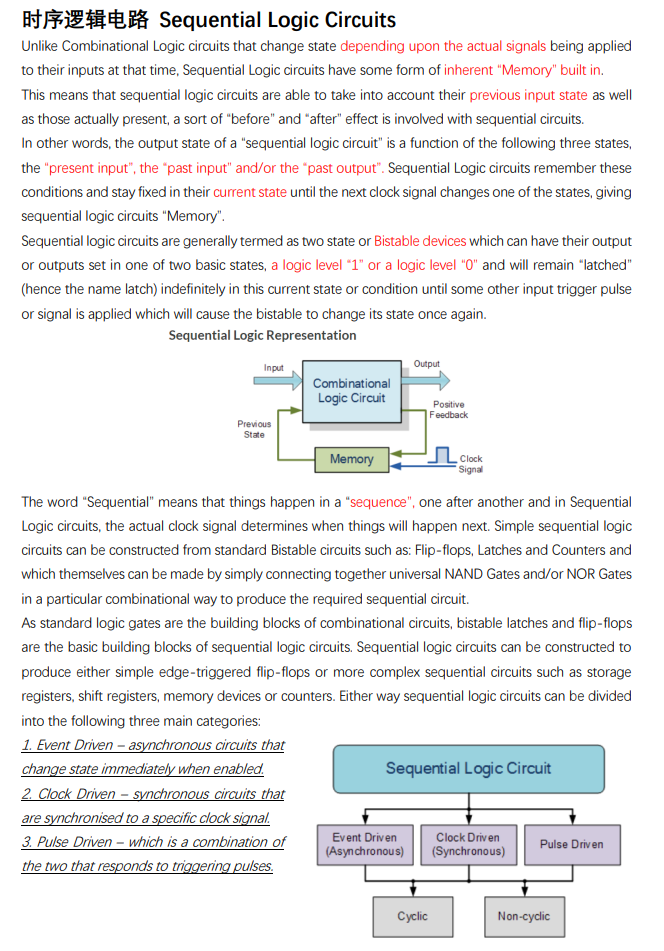 时序逻辑电路 Sequential Logic Circuits
Unlike Combinational Logic circuits that change state depending upon the actual signals being applied
to their inputs at that time, Sequential Logic circuits have some form of inherent “Memory” built in.
This means that sequential logic circuits are able to take into account their previous input state as well
as those actually present, a sort of “before” and “after” effect is involved with sequential circuits.
In other words, the output state of a “sequential logic circuit” is a function of the following three states,
the “present input”, the “past input” and/or the “past output”. Sequential Logic circuits remember these
conditions and stay fixed in their current state until the next clock signal changes one of the states, giving
sequential logic circuits “Memory”.
Sequential logic circuits are generally termed as two state or Bistable devices which can have their output
or outputs set in one of two basic states, a logic level “1” or a logic level “0” and will remain “latched”
(hence the name latch) indefinitely in this current state or condition until some other input trigger pulse
or signal is applied which will cause the bistable to change its state once again.
Sequential Logic Representation
Input
Output
Combinational
Logic Circuit
Positive
Feedback
Previous
State
Memory
Clock
Signal
The word “Sequential” means that things happen in a “sequence”, one after another and in Sequential
Logic circuits, the actual clock signal determines when things will happen next. Simple sequential logic
circuits can be constructed from standard Bistable circuits such as: Flip-flops, Latches and Counters and
which themselves can be made by simply connecting together universal NAND Gates and/or NOR Gates
in a particular combinational way to produce the required sequential circuit.
As standard logic gates are the building blocks of combinational circuits, bistable latches and flip-flops
are the basic building blocks of sequential logic circuits. Sequential logic circuits can be constructed to
produce either simple edge-triggered flip-flops or more complex sequential circuits such as storage
registers, shift registers, memory devices or counters. Either way sequential logic circuits can be divided
into the following three main categories:
1. Event Driven – asynchronous circuits that
change state immediately when enabled.
2. Clock Driven – synchronous circuits that
are synchronised to a specific clock signal.
3. Pulse Driven – which is a combination of
the two that responds to triggering pulses.
Sequential Logic Circuit
Event Driven
(Asynchronous)
Clock Driven
(Synchronous)
Pulse Driven
Cyclic
Non-cyclic